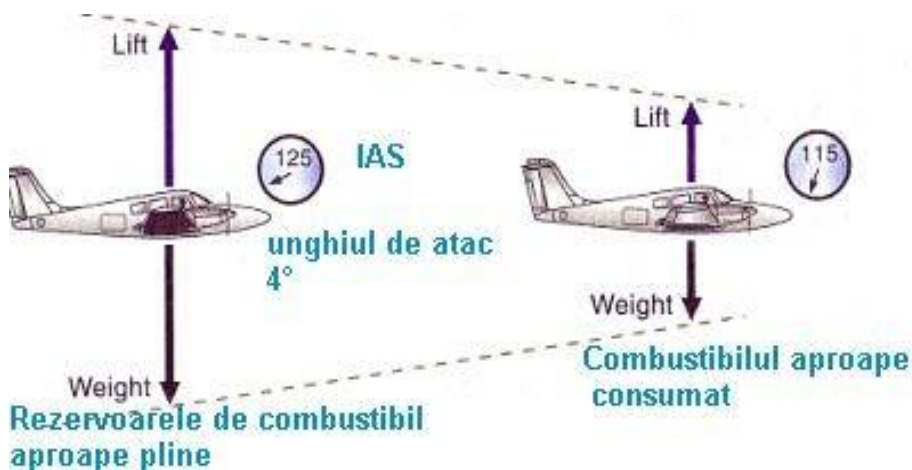 Lift
125
IAS
unghiul de atac
4°
Weight
Rezervoarele de combustibil
aproape pline
Lift
115
Weight
Combustibilul aproape
consumat